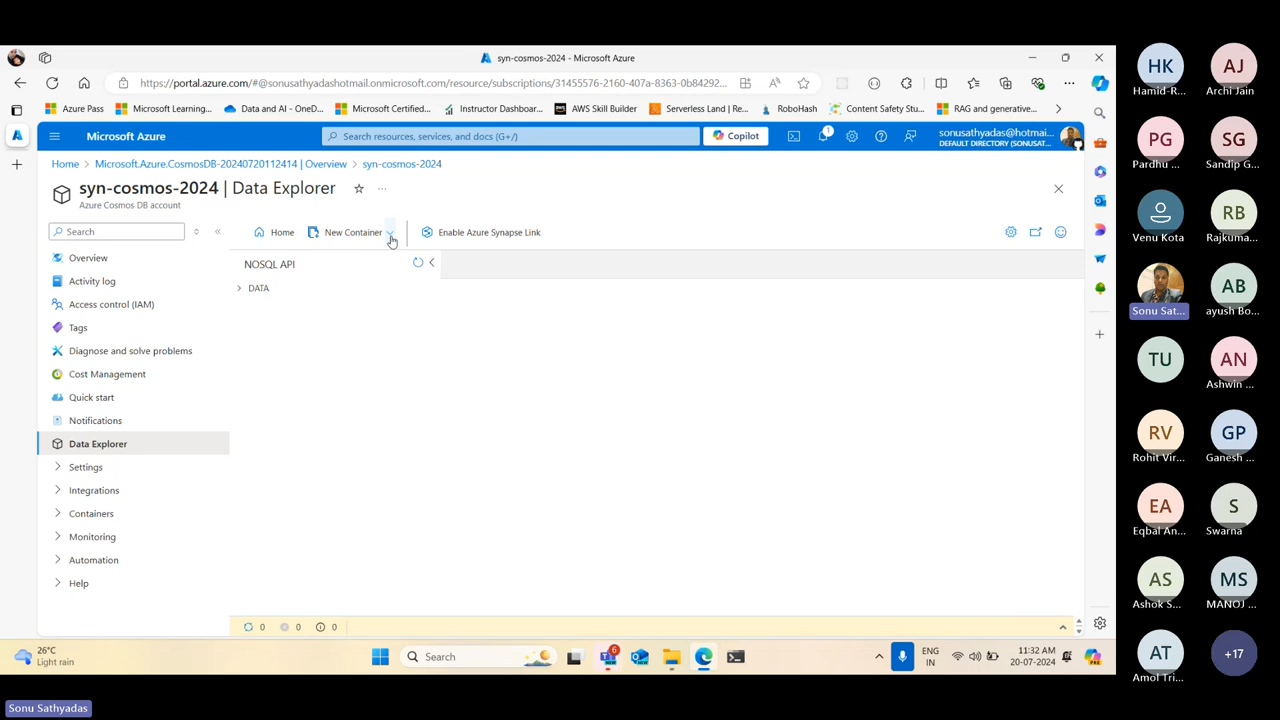 syn-cosmos-2024 - Microsoft Azure
https://portal.azure.com/#@sonusathyadashotmail.onmicrosoft.com/resource/subscriptions/31455576-2160-407a-8363-0b84292...
Azure Pass
Microsoft Learning...
Data and AI - OneD...
Microsoft Certified...
Instructor Dashboar...
AWS Skill Builder
Serverless Land | Re...
RoboHash
Content Safety Stu...
RAG and generative...
Microsoft Azure
Search resources, services, and docs (G+/)
Copilot
1
sonusathyadas@hotmai...
DEFAULT DIRECTORY (SONUSAT...
Home > Microsoft.Azure.CosmosDB-20240720112414 | Overview > syn-cosmos-2024
syn-cosmos-2024 | Data Explorer
Azure Cosmos DB account
Search
Overview
Activity log
Access control (IAM)
Tags
Diagnose and solve problems
Cost Management
Quick start
Notifications
Data Explorer
Settings
Integrations
Containers
Monitoring
Automation
Help
Home
New Container
Enable Azure Synapse Link
NOSQL API
DATA
0
0
0
26°C
Light rain
Search
6
ENG
IN
11:32 AM
20-07-2024
PRE
HK
Hamid-R...
AJ
Archi Jain
PG
Pardhu ...
SG
Sandip G...
Venu Kota
RB
Rajkuma...
Sonu Sat...
AB
ayush Bo...
TU
AN
Ashwin ...
RV
Rohit Vir...
GP
Ganesh ...
EA
Eqbal An...
S
Swarna
AS
Ashok S...
MS
MANOJ ...
AT
Amol Tri...
+17
Sonu Sathyadas